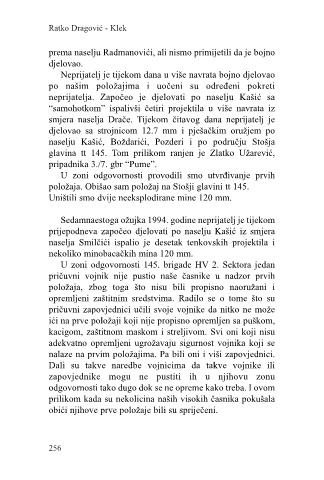 Ratko Dragović - Klek
prema naselju Radmanovići, ali nismo primijetili da je bojno
djelovao.
Neprijatelj je tijekom dana u više navrata bojno djelovao
po našim položajima i uočeni su određeni pokreti
neprijatelja. Započeo je djelovati po naselju Kašić sa
“samohotkom” ispalivši četiri projektila u više navrata iz
smjera naselja Drače. Tijekom čitavog dana neprijatelj je
djelovao sa strojnicom 12.7 mm i pješačkim oružjem po
naselju Kašić, Boždarići, Pozderi i po području Stošja
glavina tt 145. Tom prilikom ranjen je Zlatko Užarević,
pripadnika 3./7. gbr “Pume”.
U zoni odgovornosti provodili smo utvrđivanje prvih
položaja. Obišao sam položaj na Stošji glavini tt 145.
Uništili smo dvije neeksplodirane mine 120 mm.
Sedamnaestoga ožujka 1994. godine neprijatelj je tijekom
prijepodneva započeo djelovati po naselju Kašić iz smjera
naselja Smilčići ispalio je desetak tenkovskih projektila i
nekoliko minobacačkih mina 120 mm.
U zoni odgovornosti 145. brigade HV 2. Sektora jedan
pričuvni vojnik nije pustio naše časnike u nadzor prvih
položaja, zbog toga što nisu bili propisno naoružani i
opremljeni zaštitnim sredstvima. Radilo se o tome što su
pričuvni zapovjednici učili svoje vojnike da nitko ne može
ići na prve položaji koji nije propisno opremljen sa puškom,
kacigom, zaštitnom maskom i streljivom. Svi oni koji nisu
adekvatno opremljeni ugrožavaju sigurnost vojnika koji se
nalaze na prvim položajima. Pa bili oni i viši zapovjednici.
Dali su takve naredbe vojnicima da takve vojnike ili
zapovjednike mogu ne pustiti ih u njihovu zonu
odgovornosti tako dugo dok se ne opreme kako treba. I ovom
prilikom kada su nekolicina naših visokih časnika pokušala
obići njihove prve položaje bili su spriječeni.
256